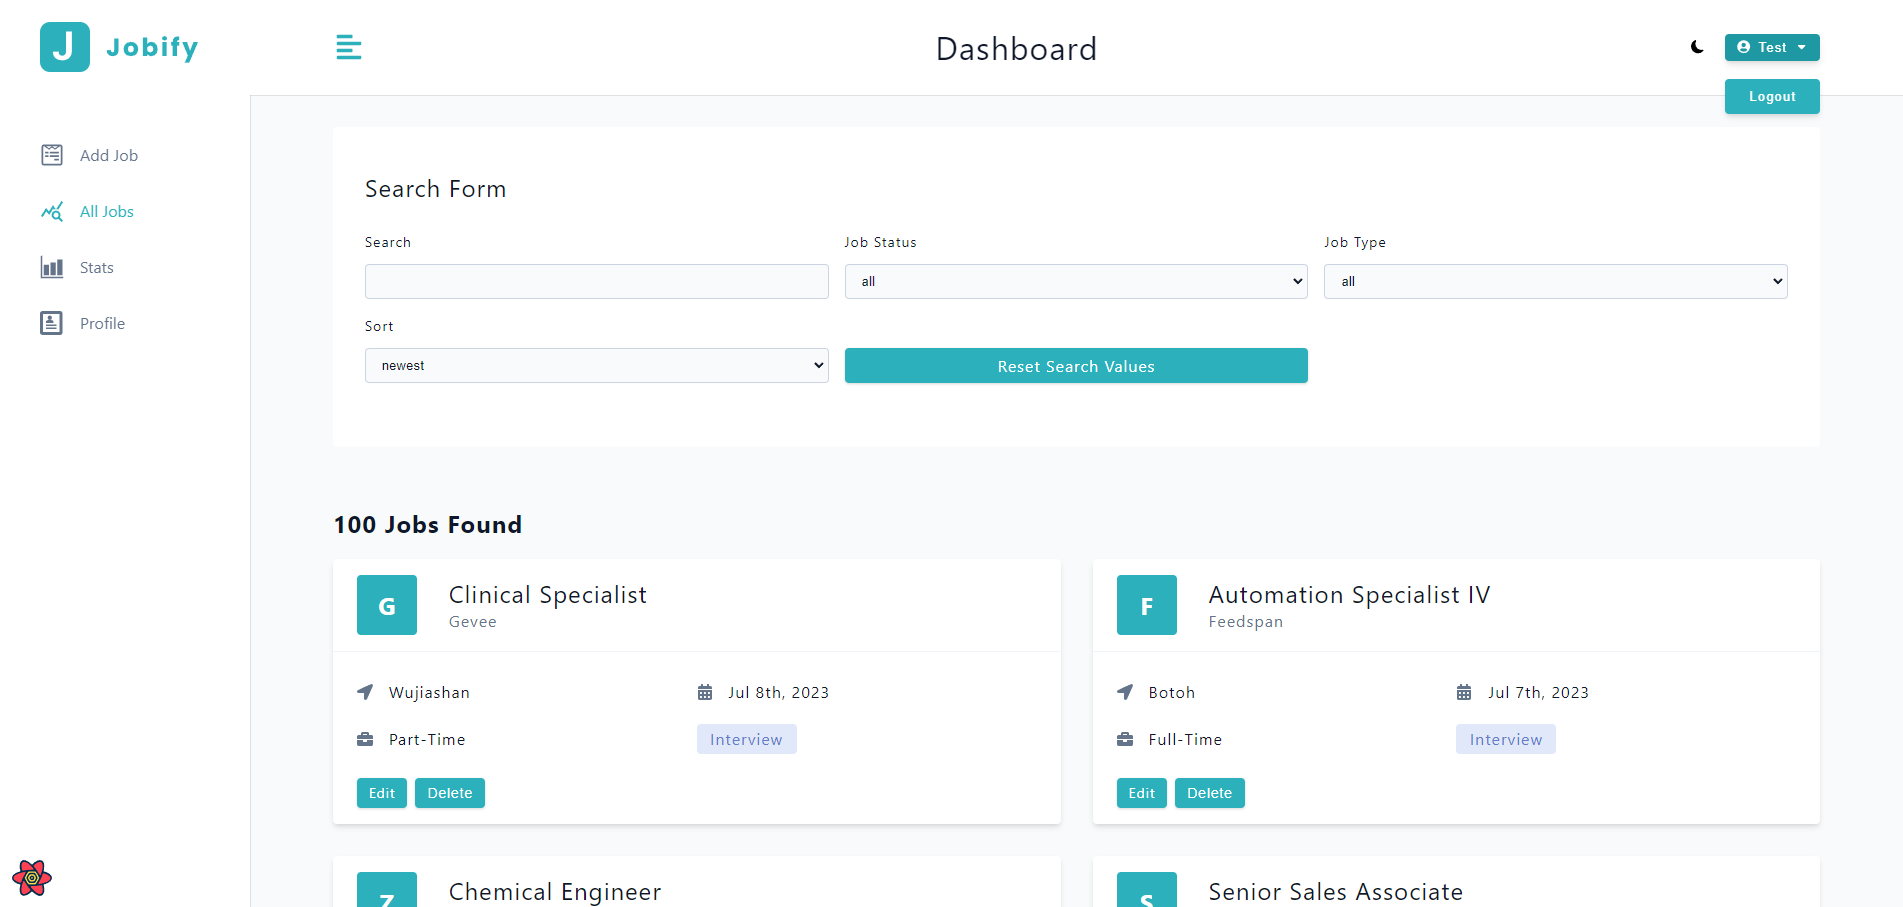 J Jobify
Dashboard
Test
Logout
Add Job
All Jobs
Stats
Profile
Search Form
Search
Job Status
Job Type
all
all
Sort
newest
Reset Search Values
100 Jobs Found
G
Clinical Specialist
Gevee
Wujiashan
Jul 8th, 2023
Part-Time
Interview
Edit
Delete
F
Automation Specialist IV
Feedspan
Botoh
Jul 7th, 2023
Full-Time
Interview
Edit
Delete
Z
Chemical Engineer
S
Senior Sales Associate